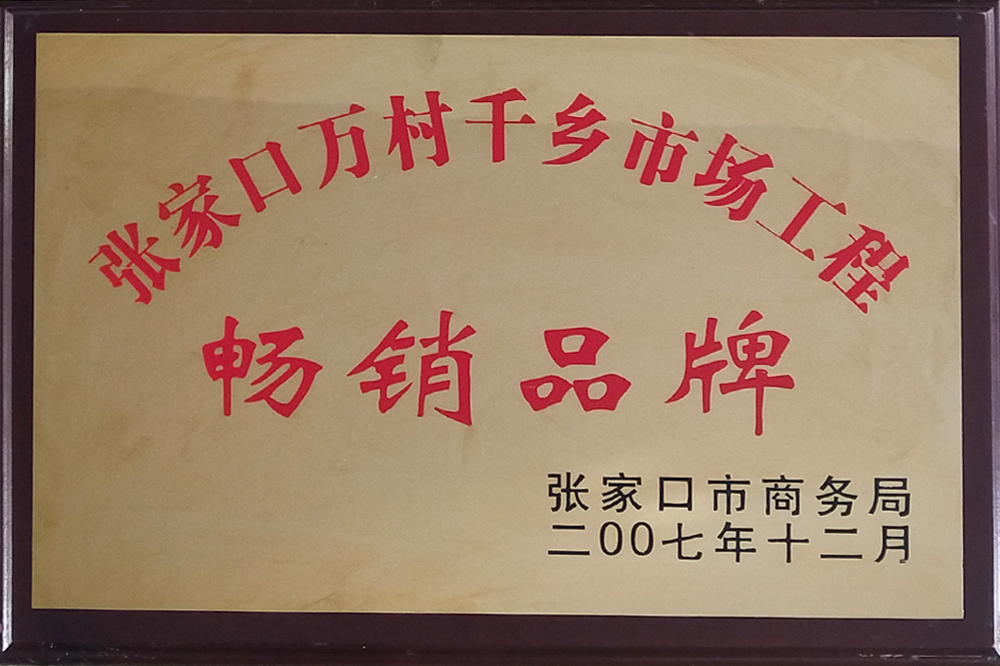 张家口万村千乡市场工程
畅销品牌
张家口市商务局
二00七年十二月